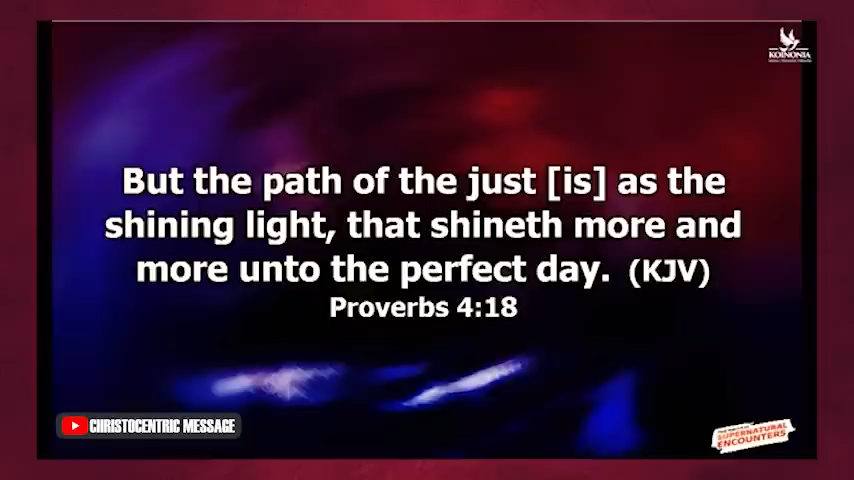 KOINONIA
But the path of the just [is] as the
shining light, that shineth more and
more unto the perfect day. (KJV)
Proverbs 4:18
CHRISTOCENTRIC MESSAGE
SUPERNATURAL
ENCOUNTERS